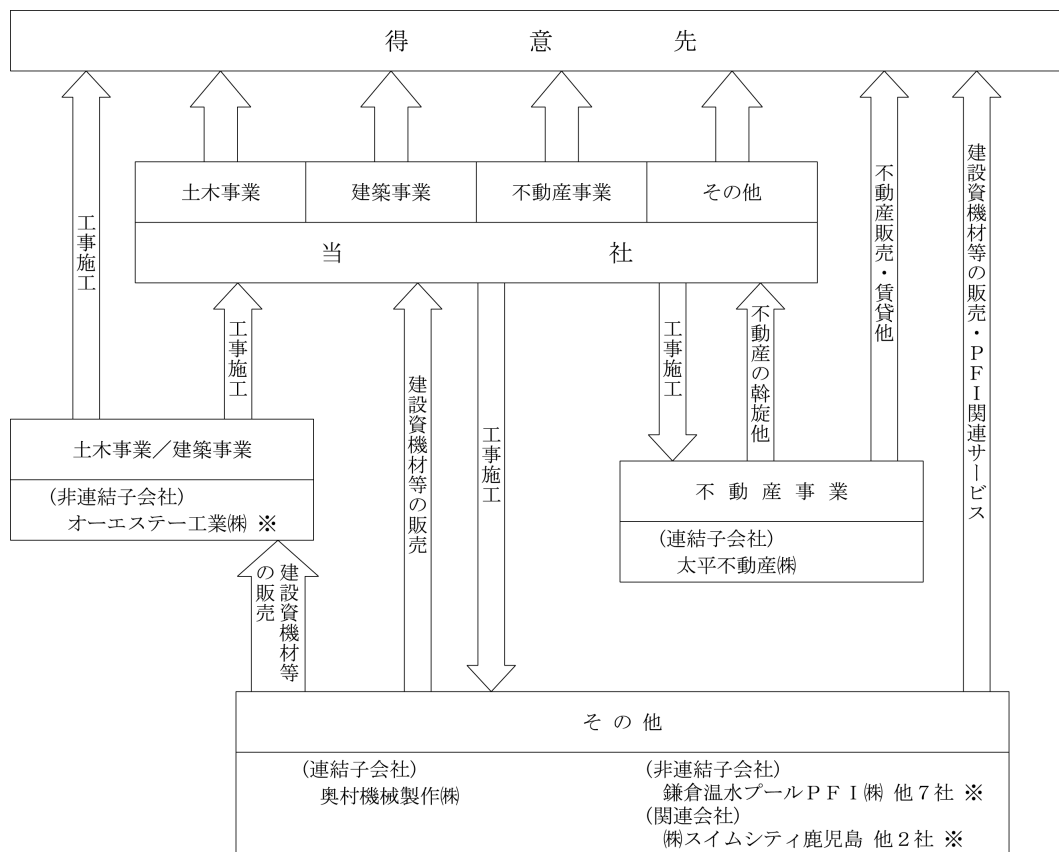 得意先
土木事業
建築事業
不動産事業
その他
当社
工事施工
工事施工
建設資機材等の販売
工事施工
工事施工
不動産の斡旋他
不動産販売・賃貸他
建設資機材等の販売・PFI関連サービス
土木事業／建築事業
(非連結子会社)
オーエステー工業㈱ ※
不動産事業
(連結子会社)
太平不動産㈱
建設資機材等
の販売
その他
(連結子会社)
奥村機械製作㈱
(非連結子会社)
鎌倉温水プールＰＦＩ㈱ 他７社 ※
(関連会社)
㈱スイムシティ鹿児島 他２社 ※